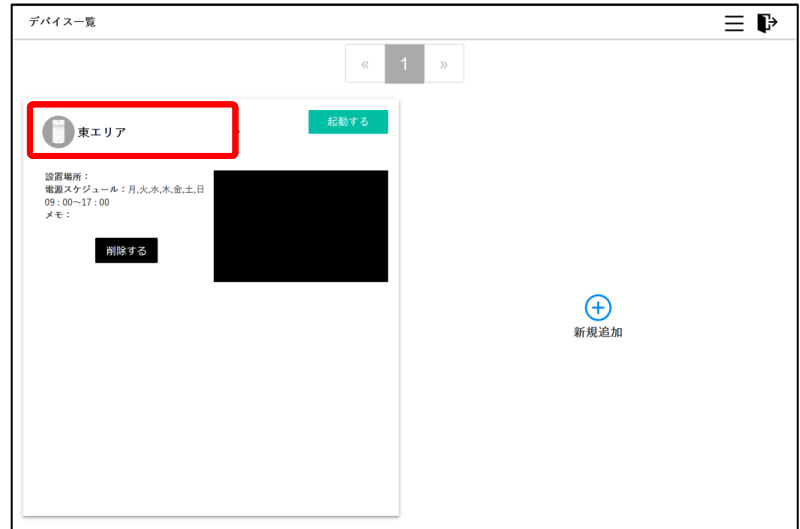 デバイス一覧
« 1 »
東エリア
起動する
設置場所：
電源スケジュール：月,火,水,木,金,土,日
09：00〜17：00
メモ：
削除する
新規追加